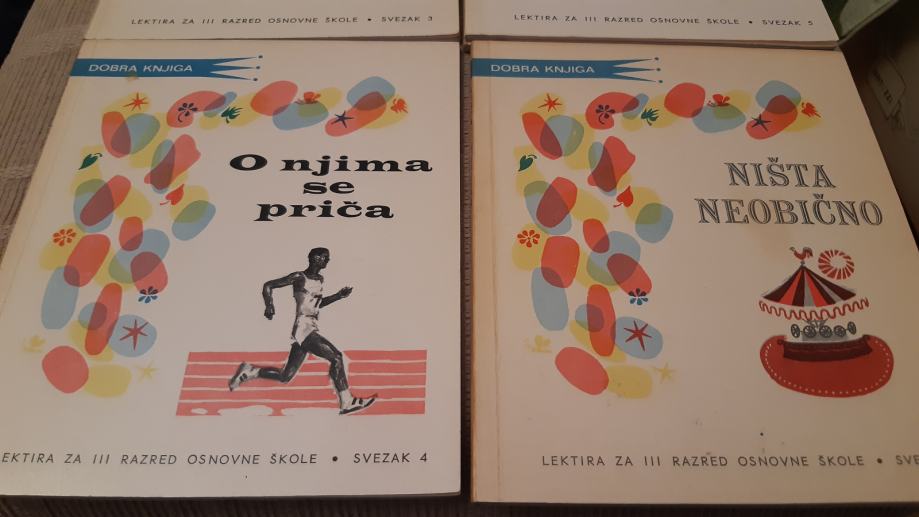 LEKTIRA ZA III RAZRED OSNOVNE ŠKOLE • SVEZAK 3
LEKTIRA ZA III RAZRED OSNOVNE ŠKOLE • SVEZAK 5
DOBRA KNJIGA
O njima
se
priča
LEKTIRA ZA III RAZRED OSNOVNE ŠKOLE • SVEZAK 4
DOBRA KNJIGA
NIŠTA
NEOBIČNO
LEKTIRA ZA III RAZRED OSNOVNE ŠKOLE •